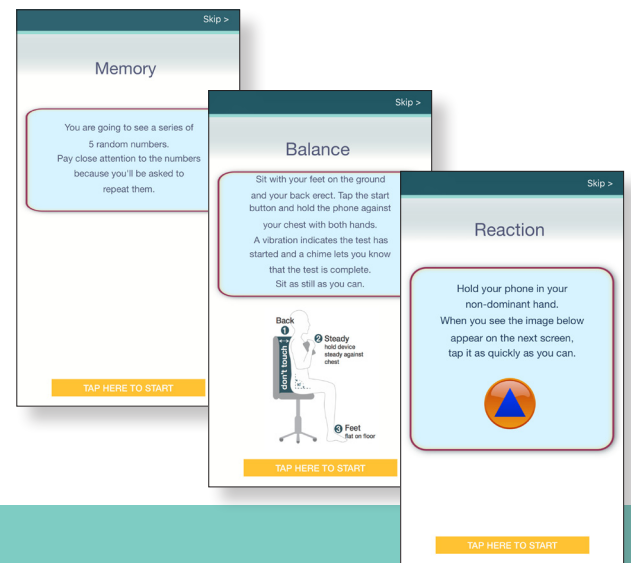 Skip >
Memory
You are going to see a series of
5 random numbers.
Pay close attention to the numbers
because you'll be asked to
repeat them.
TAP HERE TO START
Skip >
Balance
Sit with your feet on the ground
and your back erect. Tap the start
button and hold the phone against
your chest with both hands.
A vibration indicates the test has
started and a chime lets you know
that the test is complete.
Sit as still as you can.
Back
1
don't touch
2 Steady
hold device
steady against
chest
3 Feet
flat on floor
TAP HERE TO START
Skip >
Reaction
Hold your phone in your
non-dominant hand.
When you see the image below
appear on the next screen,
tap it as quickly as you can.
TAP HERE TO START